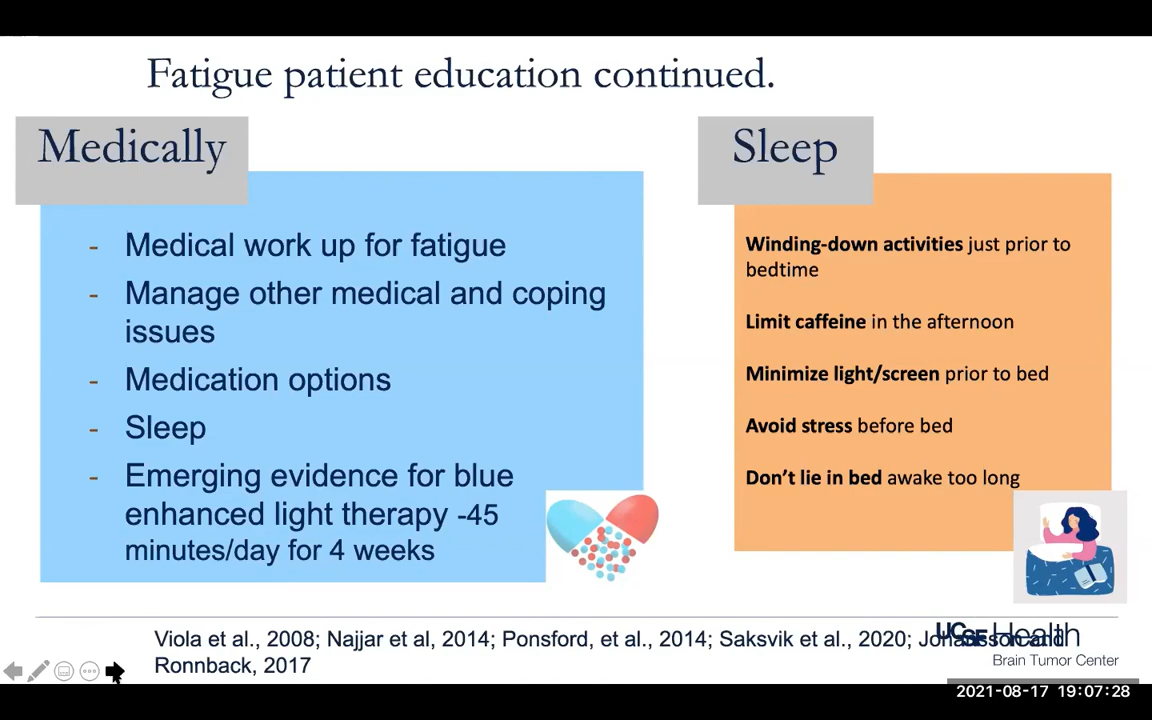 Fatigue patient education continued.
Medically
- Medical work up for fatigue
- Manage other medical and coping
issues
- Medication options
- Sleep
- Emerging evidence for blue
enhanced light therapy -45
minutes/day for 4 weeks
Sleep
Winding-down activities just prior to
bedtime
Limit caffeine in the afternoon
Minimize light/screen prior to bed
Avoid stress before bed
Don’t lie in bed awake too long
Viola et al., 2008; Najjar et al, 2014; Ponsford, et al., 2014; Saksvik et al., 2020; Johansson and
Ronnback, 2017
UCSF Health
Brain Tumor Center
2021-08-17 19:07:28